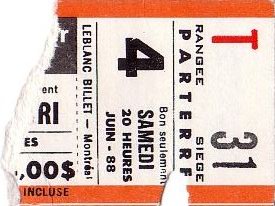 ent
RI
ES
,00$
INCLUSE
LEBLANC BILLET - Montréal
4
JUIN - 88
20 HEURES
SAMEDI
Bon seulement
RANGEE
T
PARTERRE
SIEGE
31